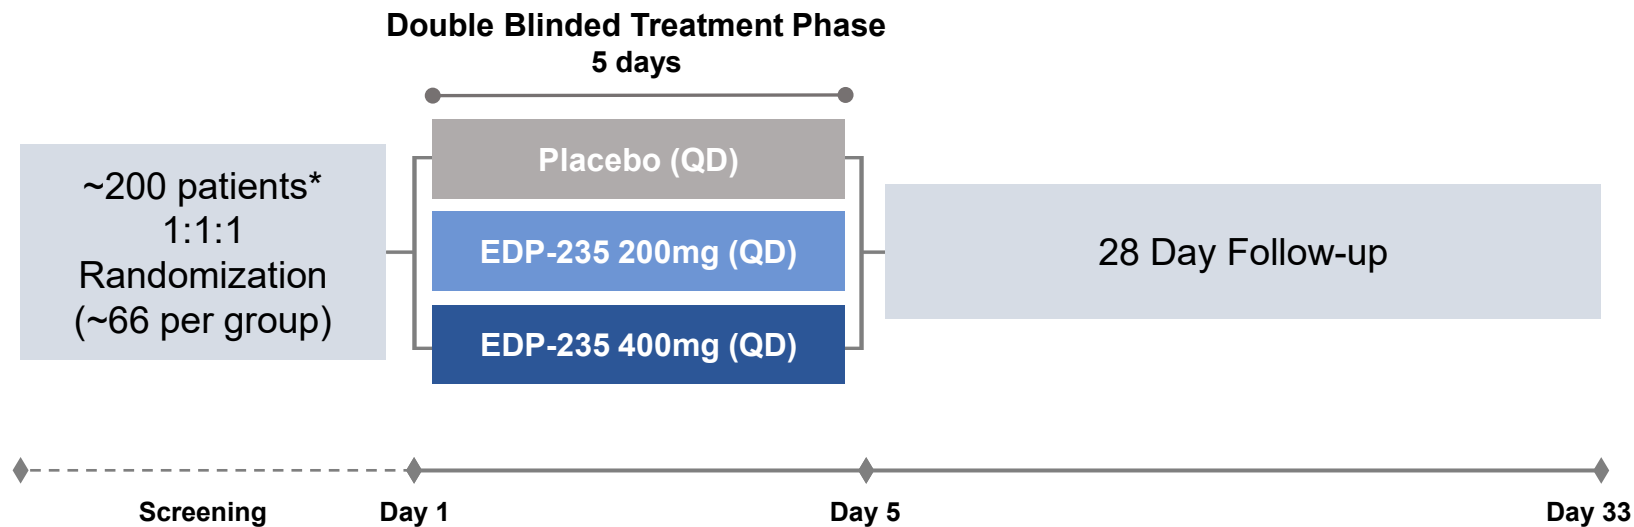 Double Blinded Treatment Phase
5 days
~200 patients*
1:1:1
Randomization
(~66 per group)
Placebo (QD)
EDP-235 200mg (QD)
EDP-235 400mg (QD)
28 Day Follow-up
Screening
Day 1
Day 5
Day 33